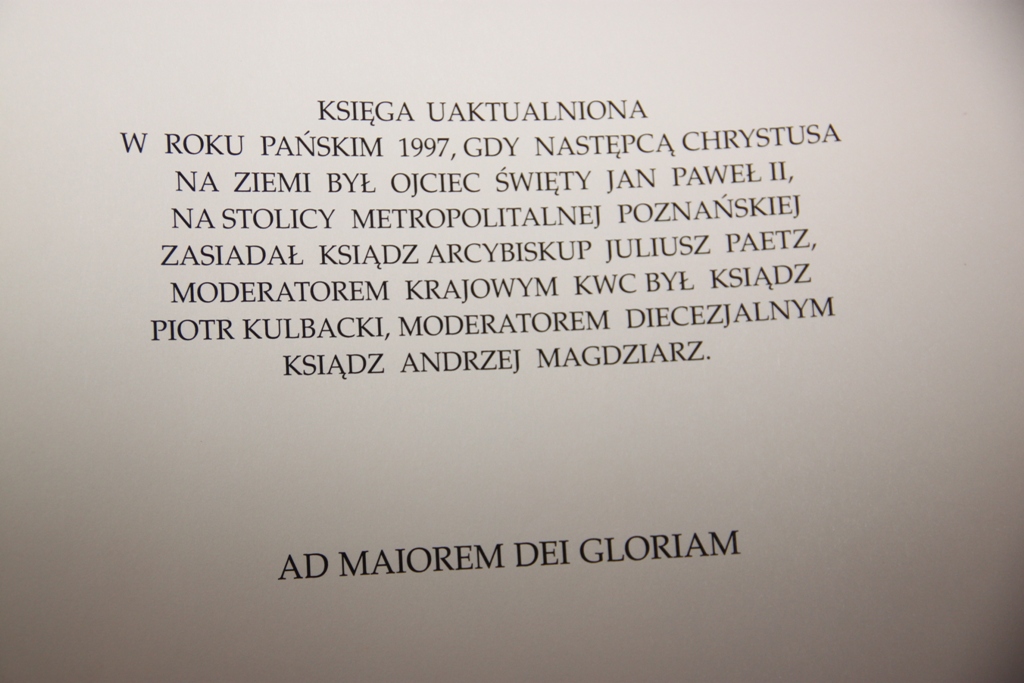 KSIĘGA UAKTUALNIONA
W ROKU PAŃSKIM 1997, GDY NASTĘPCĄ CHRYSTUSA
NA ZIEMI BYŁ OJCIEC ŚWIĘTY JAN PAWEŁ II,
NA STOLICY METROPOLITALNEJ POZNAŃSKIEJ
ZASIADAŁ KSIĄDZ ARCYBISKUP JULIUSZ PAETZ,
MODERATOREM KRAJOWYM KWC BYŁ KSIĄDZ
PIOTR KULBACKI, MODERATOREM DIECEZJALNYM
KSIĄDZ ANDRZEJ MAGDZIARZ.
AD MAIOREM DEI GLORIAM